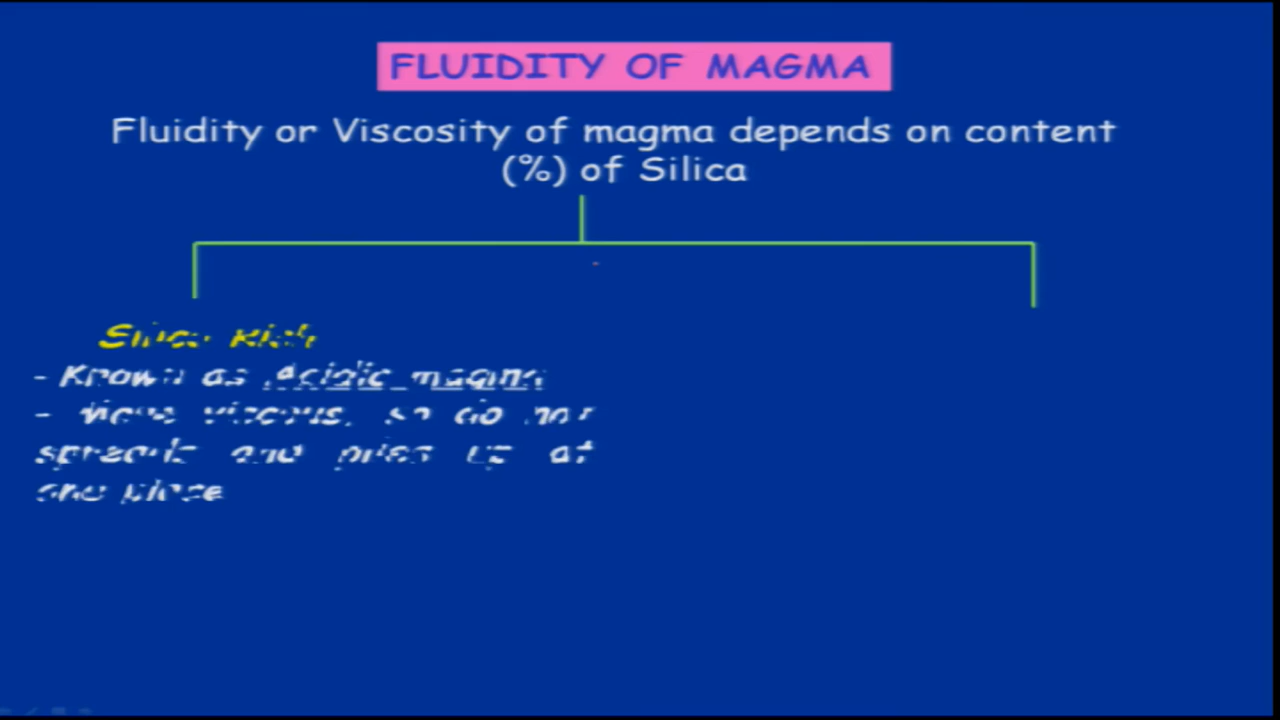 FLUIDITY OF MAGMA
Fluidity or Viscosity of magma depends on content
(%) of Silica
Silica Rich
- Known as Acidic magma
- More viscous, so do not
spreads and piles up at
one place